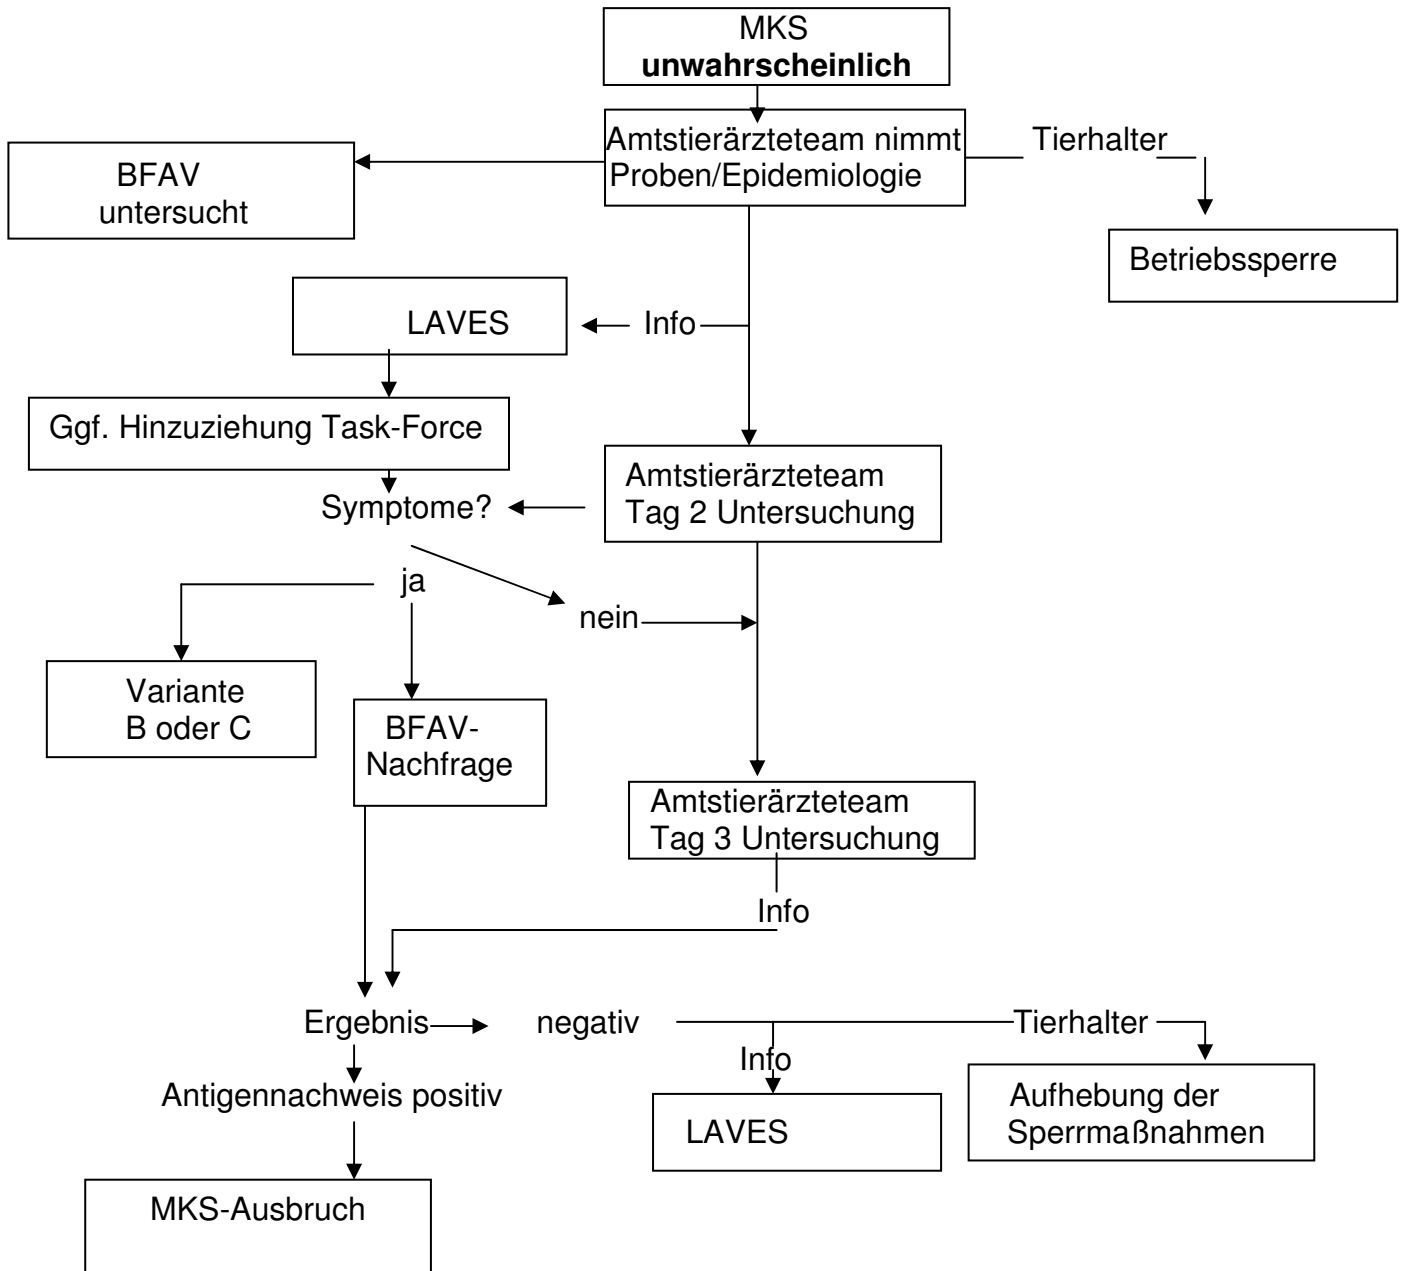 MKS
unwahrscheinlich
Amtstierärzteteam nimmt
Proben/Epidemiologie
Tierhalter
BFAV
untersucht
Betriebssperre
LAVES
Info
Ggf. Hinzuziehung Task-Force
Amtstierärzteteam
Tag 2 Untersuchung
Symptome?
ja
nein
Variante
B oder C
BFAV-
Nachfrage
Amtstierärzteteam
Tag 3 Untersuchung
Info
Ergebnis
negativ
Tierhalter
Info
Antigennachweis positiv
LAVES
Aufhebung der
Sperrmaßnahmen
MKS-Ausbruch